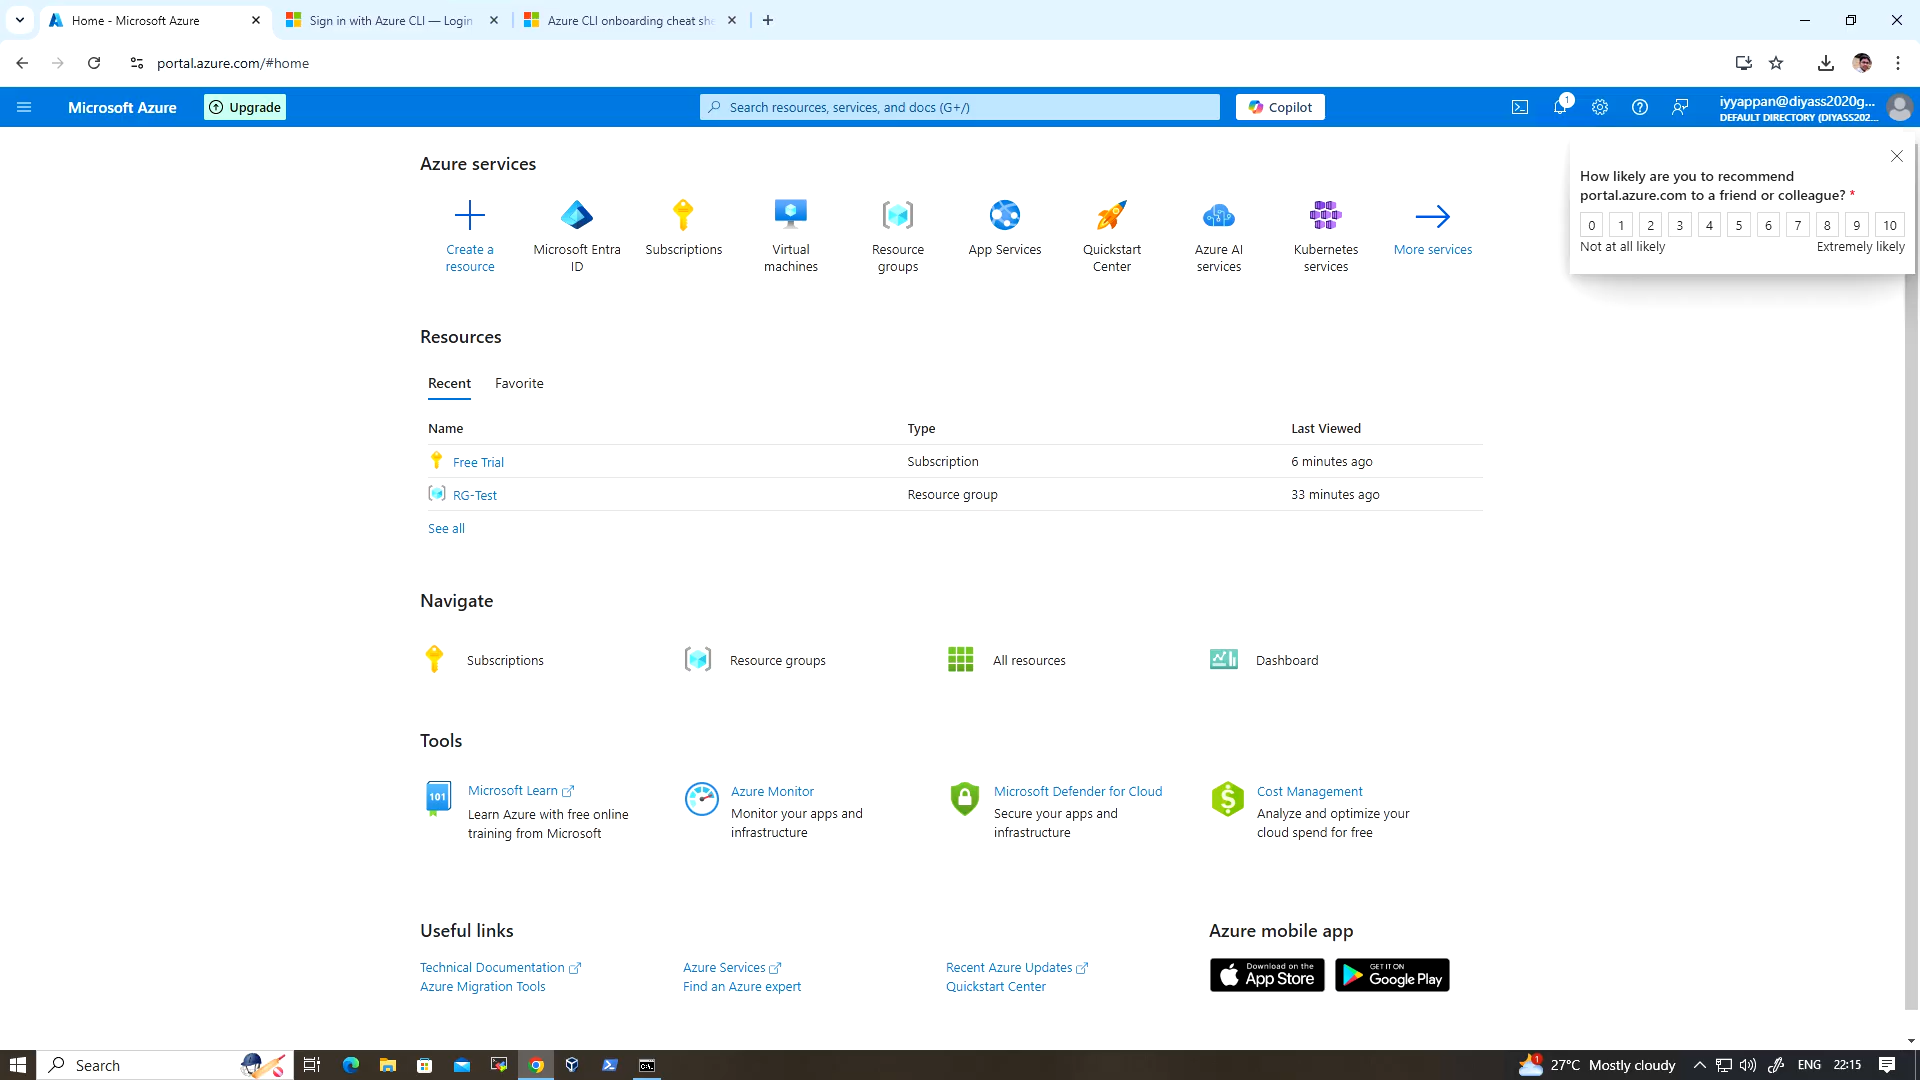 Home - Microsoft Azure
Sign in with Azure CLI — Login
Azure CLI onboarding cheat she
portal.azure.com/#home
Microsoft Azure
Upgrade
Search resources, services, and docs (G+/)
Copilot
1
iyyappan@diyass2020g...
DEFAULT DIRECTORY (DIYASS202...
How likely are you to recommend
portal.azure.com to a friend or colleague? *
0 1 2 3 4 5 6 7 8 9 10
Not at all likely Extremely likely
Azure services
Create a
resource
Microsoft Entra
ID
Subscriptions
Virtual
machines
Resource
groups
App Services
Quickstart
Center
Azure AI
services
Kubernetes
services
More services
Resources
Recent Favorite
Name Type Last Viewed
Free Trial Subscription 6 minutes ago
RG-Test Resource group 33 minutes ago
See all
Navigate
Subscriptions
Resource groups
All resources
Dashboard
Tools
101
Microsoft Learn
Learn Azure with free online
training from Microsoft
Azure Monitor
Monitor your apps and
infrastructure
Microsoft Defender for Cloud
Secure your apps and
infrastructure
Cost Management
Analyze and optimize your
cloud spend for free
Useful links
Technical Documentation
Azure Migration Tools
Azure Services
Find an Azure expert
Recent Azure Updates
Quickstart Center
Azure mobile app
Download on the
App Store
GET IT ON
Google Play
Search
1
27°C Mostly cloudy
ENG
22:15